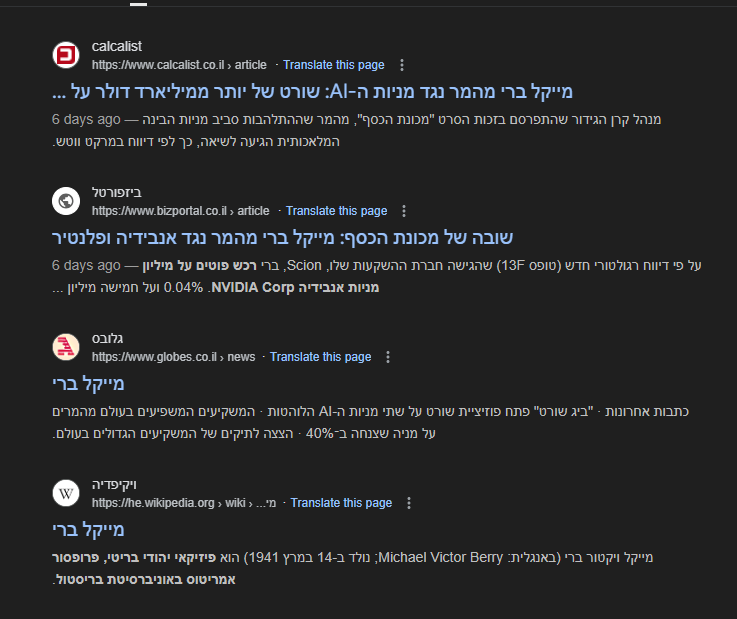 calcalist
https://www.calcalist.co.il › article · Translate this page
מייקל ברי מהמר נגד מניות ה-AI: שורט של יותר ממיליארד דולר על ...
6 days ago — מנהל קרן הגידור שהתפרסם בזכות הסרט "מכונת הכסף", מהמר שההתלהבות סביב מניות הבינה
המלאכותית הגיעה לשיאה, כך לפי דיווח במרקט ווטש.
ביזפורטל
https://www.bizportal.co.il › article · Translate this page
שובה של מכונת הכסף: מייקל ברי מהמר נגד אנבידיה ופלנטיר
6 days ago — על פי דיווח רגולטורי חדש (טופס 13F) שהגישה חברת ההשקעות שלו, Scion, ברי רכש פוטים על מיליון
מניות אנבידיה NVIDIA Corp. 0.04% ועל חמישה מיליון ...
גלובס
https://www.globes.co.il › news · Translate this page
מייקל ברי
כתבות אחרונות · "ביג שורט" פתח פוזיציית שורט על שתי מניות ה-AI הלוהטות · המשקיעים המשפיעים בעולם מהמרים
על מניה שצנחה ב-40% · הצצה לתיקים של המשקיעים הגדולים בעולם.
W
ויקיפדיה
https://he.wikipedia.org › wiki › מי... · Translate this page
מייקל ברי
מייקל ויקטור ברי (באנגלית: Michael Victor Berry; נולד ב-14 במרץ 1941) הוא פיזיקאי יהודי בריטי, פרופסור
אמריטוס באוניברסיטת בריסטול.